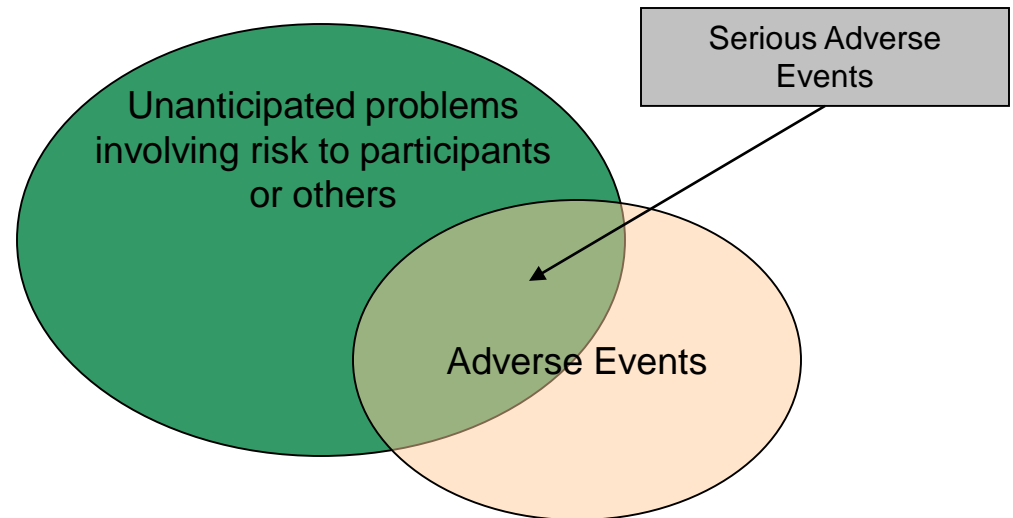 Serious Adverse
Events
Unanticipated problems
involving risk to participants
or others
Adverse Events